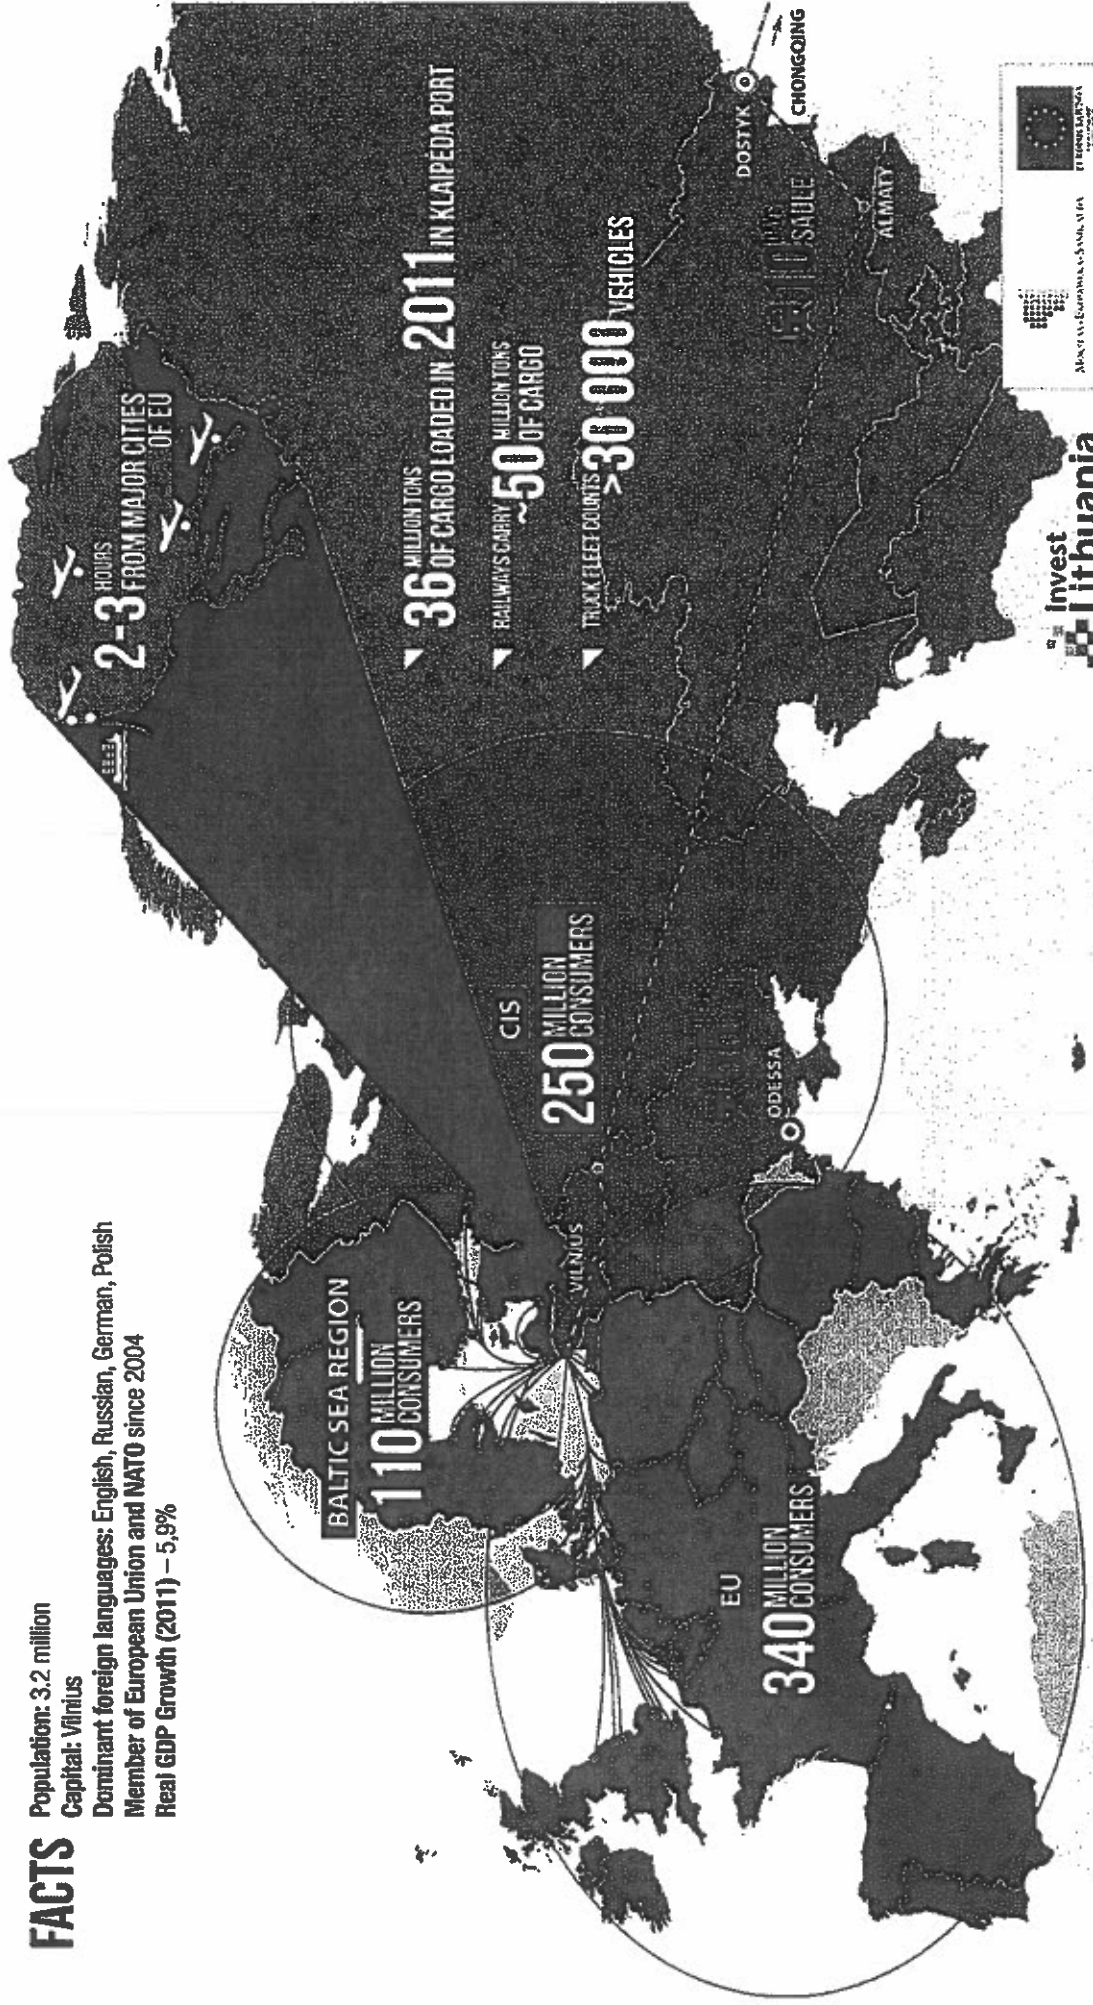 FACTS
Population: 3.2 million
Capital: Vilnius
Dominant foreign languages: English, Russian, German, Polish
Member of European Union and NATO since 2004
Real GDP Growth (2011) – 5,9%
2-3 HOURS
FROM MAJOR CITIES
OF EU
BALTIC SEA REGION
110 MILLION
CONSUMERS
36 MILLION TONS
OF CARGO LOADED IN 2011 IN KLAIPEDA PORT
RAILWAYS CARRY ~50 MILLION TONS
OF CARGO
TRUCK FLEET COUNTS >30 000 VEHICLES
CIS
250 MILLION
CONSUMERS
VILNIUS
EU
340 MILLION
CONSUMERS
ODESSA
DOSTYK
CHONGQING
SAULE
ALMATY
Invest
Lithuania